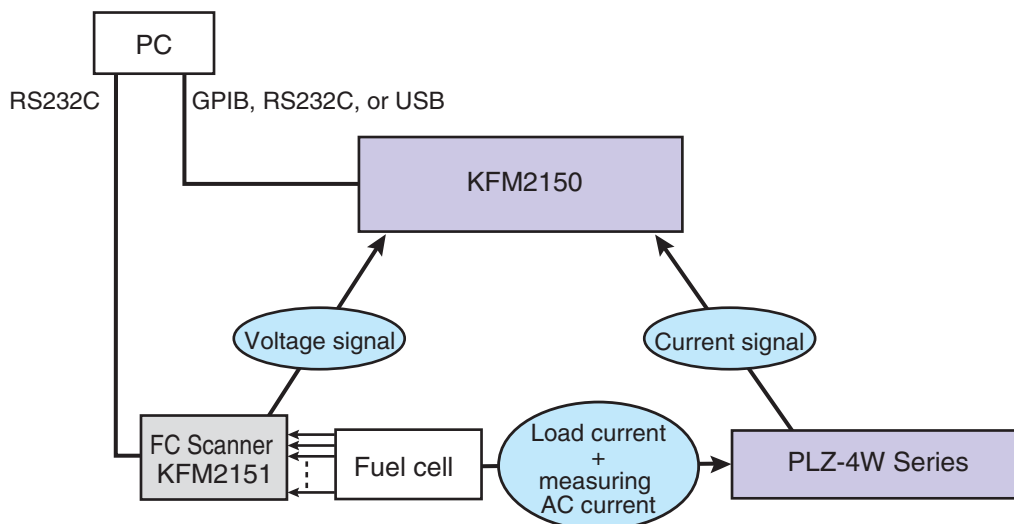 PC
RS232C
GPIB, RS232C, or USB
KFM2150
Voltage signal
Current signal
FC Scanner
KFM2151
Fuel cell
Load current
+
measuring
AC current
PLZ-4W Series